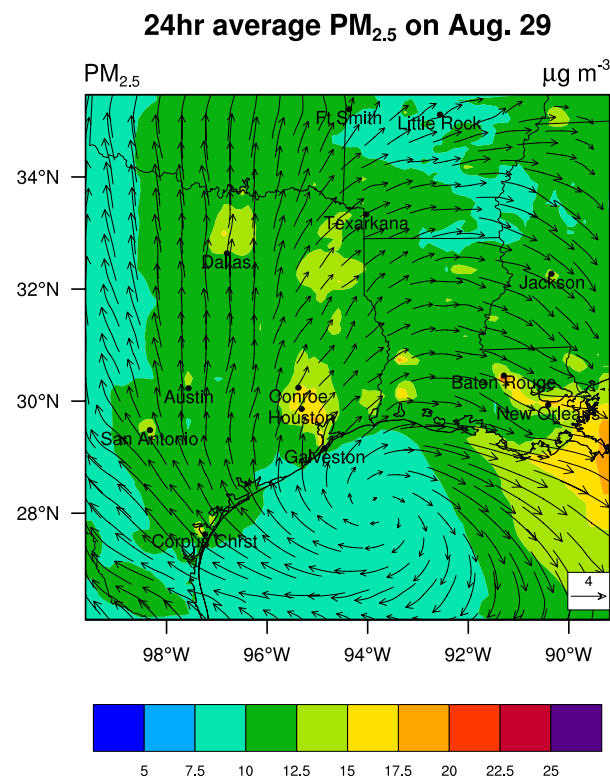 24hr average PM2.5 on Aug. 29
PM2.5 μg m-3
Ft Smith
Little Rock
34°N
Texarkana
Dallas
32°N
Jackson
Baton Rouge
30°N
Austin
Conroe
New Orleans
Houston
San Antonio
Galveston
28°N
Corpus Chrst
4
98°W 96°W 94°W 92°W 90°W
5 7.5 10 12.5 15 17.5 20 22.5 25